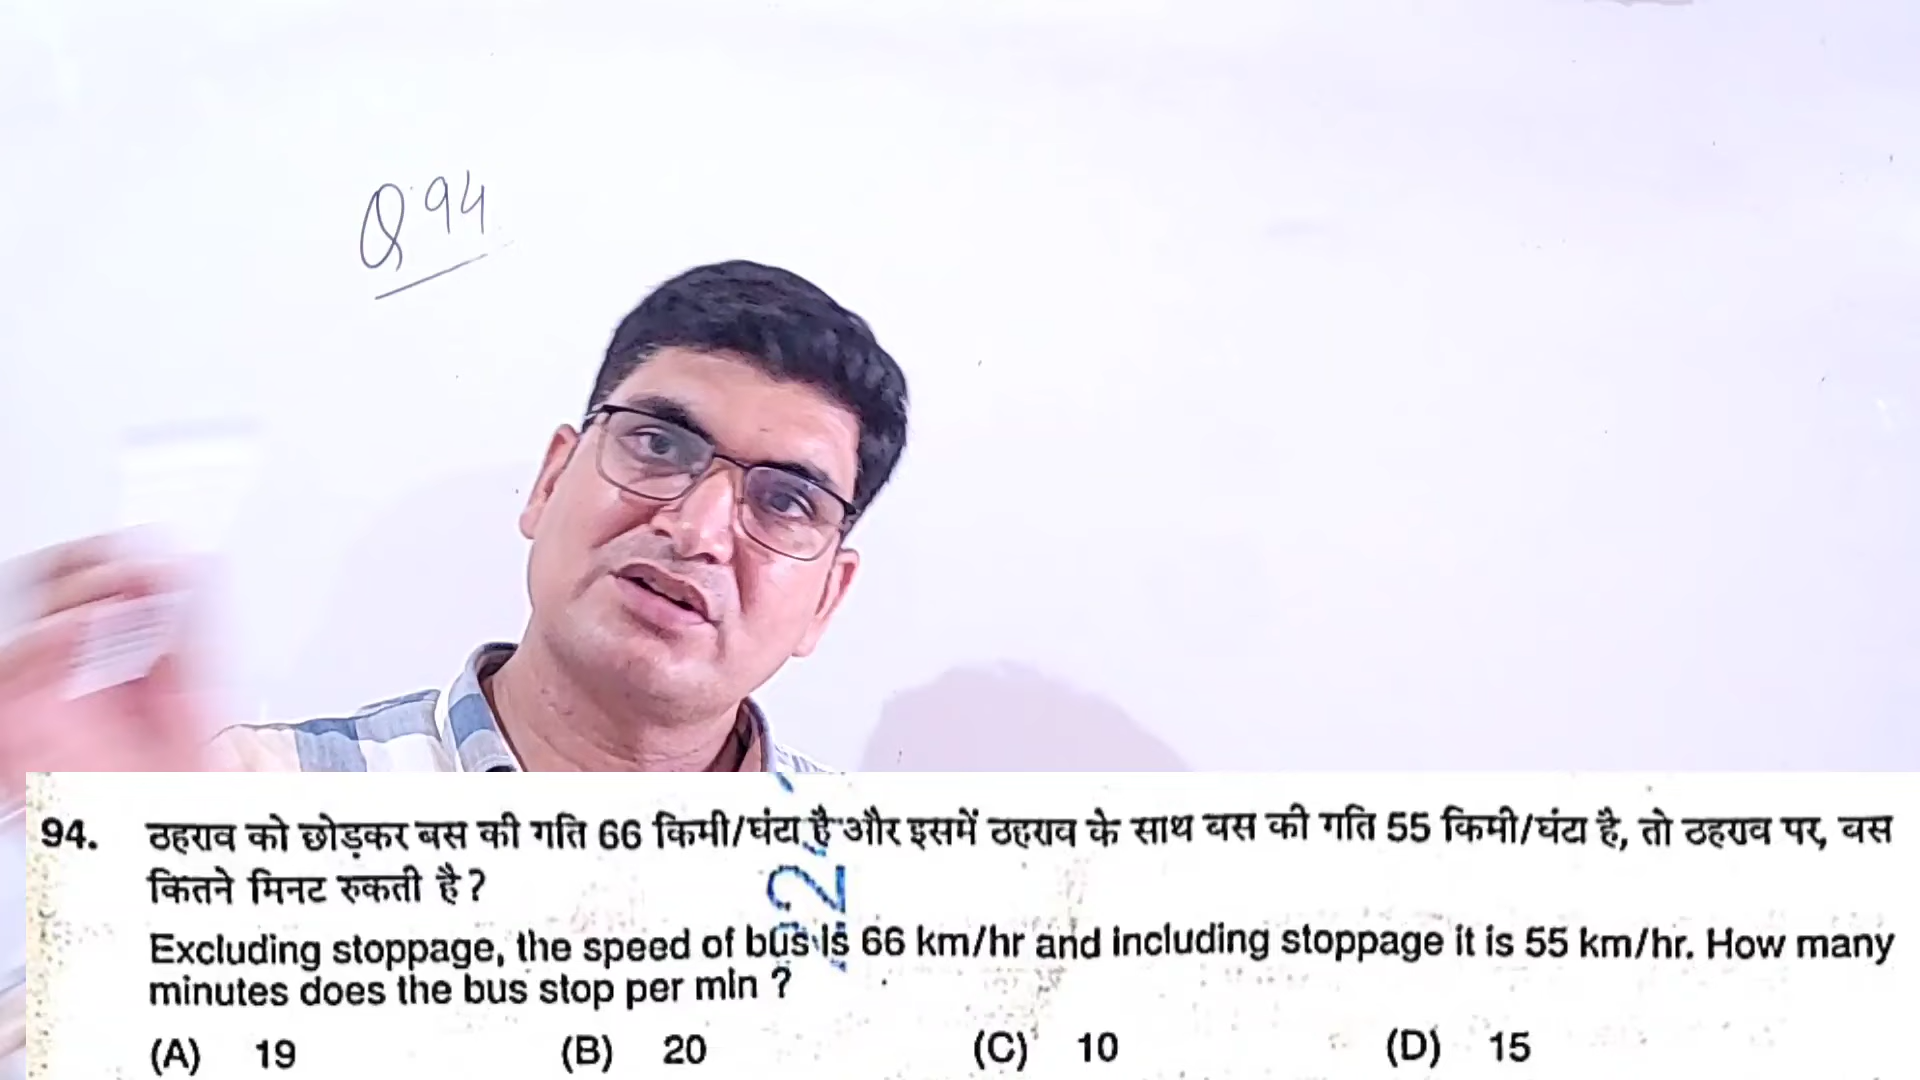 Q 94
94. ठहराव को छोड़कर बस की गति 66 किमी/घंटा है और इसमें ठहराव के साथ बस की गति 55 किमी/घंटा है, तो ठहराव पर, बस
कितने मिनट रुकती है ?
Excluding stoppage, the speed of bus is 66 km/hr and including stoppage it is 55 km/hr. How many
minutes does the bus stop per min ?
(A) 19 (B) 20 (C) 10 (D) 15